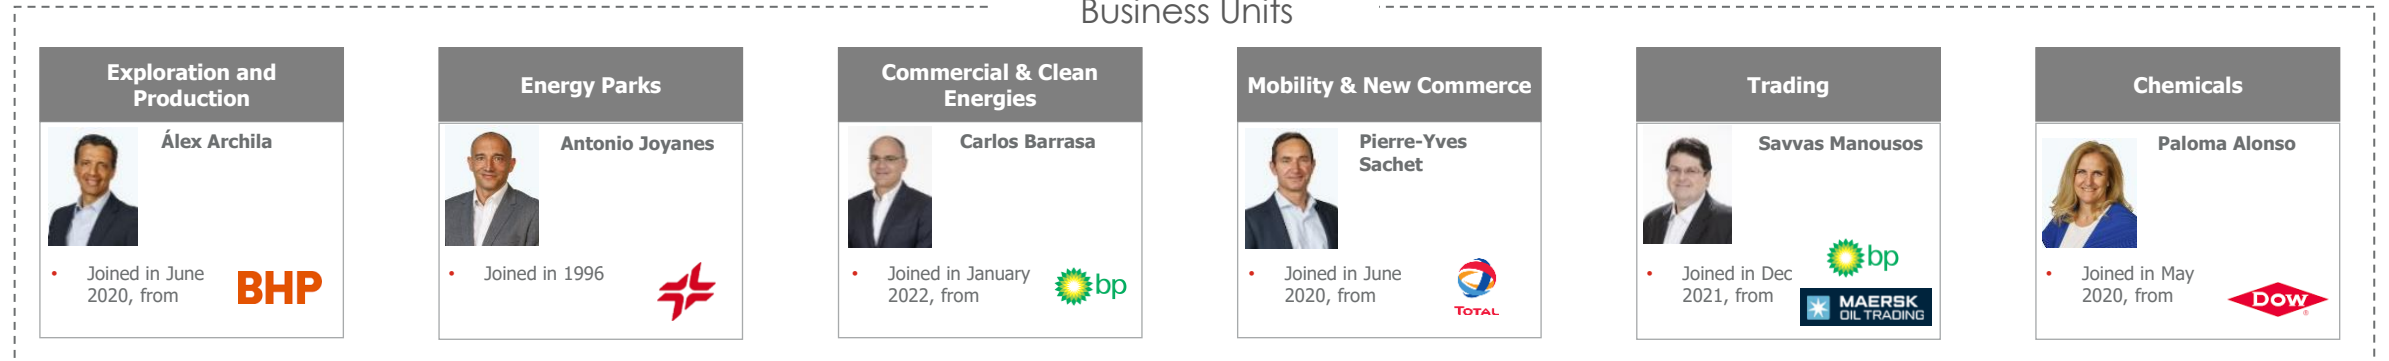 Business Units
Exploration and
Production
Álex Archila
• Joined in June
2020, from
BHP
Energy Parks
Antonio Joyanes
• Joined in 1996
Commercial & Clean
Energies
Carlos Barrasa
• Joined in January
2022, from
bp
Mobility & New Commerce
Pierre-Yves
Sachet
• Joined in June
2020, from
TOTAL
Trading
Savvas Manousos
• Joined in Dec
2021, from
bp
MAERSK
OIL TRADING
Chemicals
Paloma Alonso
• Joined in May
2020, from
DOW
®